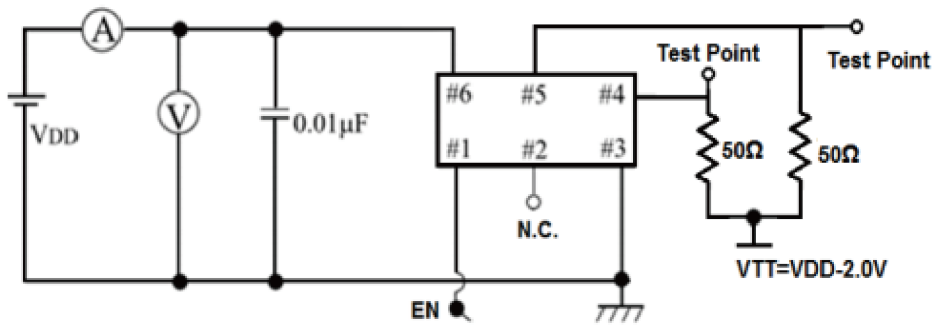 A
Test Point
Test Point
#6 #5 #4
VDD
V
0.01μF
#1 #2 #3
50Ω
50Ω
N.C.
VTT=VDD-2.0V
EN